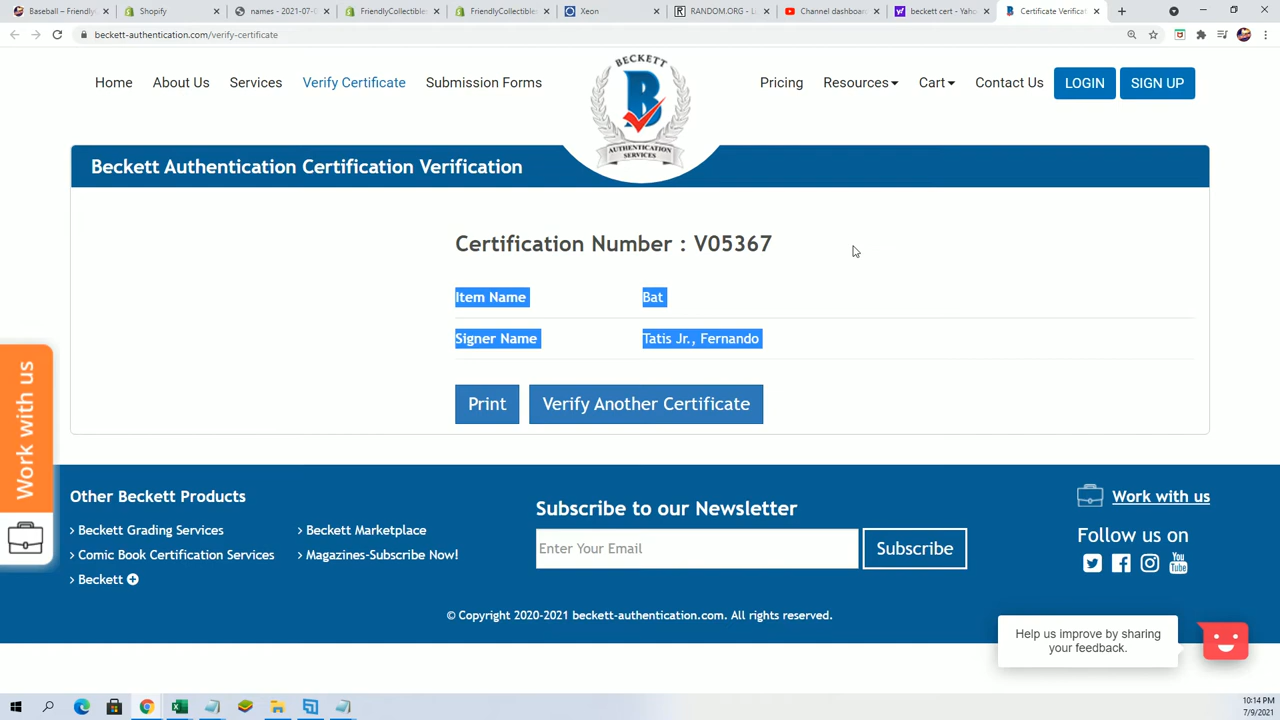 Baseball – Friendly
Shopify
names - 2021-07-0
FriendlyCollectibles
FriendlyCollectibles
Xeon
RANDOM.ORG - L
Channel dashboard
beckett cert - Yaho
Certificate Verificat
beckett-authentication.com/verify-certificate
Home About Us Services Verify Certificate Submission Forms
BECKETT
B
AUTHENTICATION
SERVICES
Pricing Resources Cart Contact Us LOGIN SIGN UP
Beckett Authentication Certification Verification
Certification Number : V05367
Item Name Bat
Signer Name Tatis Jr., Fernando
Print Verify Another Certificate
Work with us
Other Beckett Products
› Beckett Grading Services › Beckett Marketplace
› Comic Book Certification Services › Magazines-Subscribe Now!
› Beckett
Subscribe to our Newsletter
Enter Your Email Subscribe
Work with us
Follow us on
You
Tube
© Copyright 2020-2021 beckett-authentication.com. All rights reserved.
Help us improve by sharing
your feedback.
10:14 PM
7/9/2021